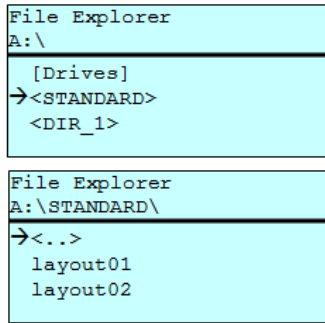 File Explorer
A:\
[Drives]
→<STANDARD>
<DIR_1>
File Explorer
A:\STANDARD\
→<..>
layout01
layout02